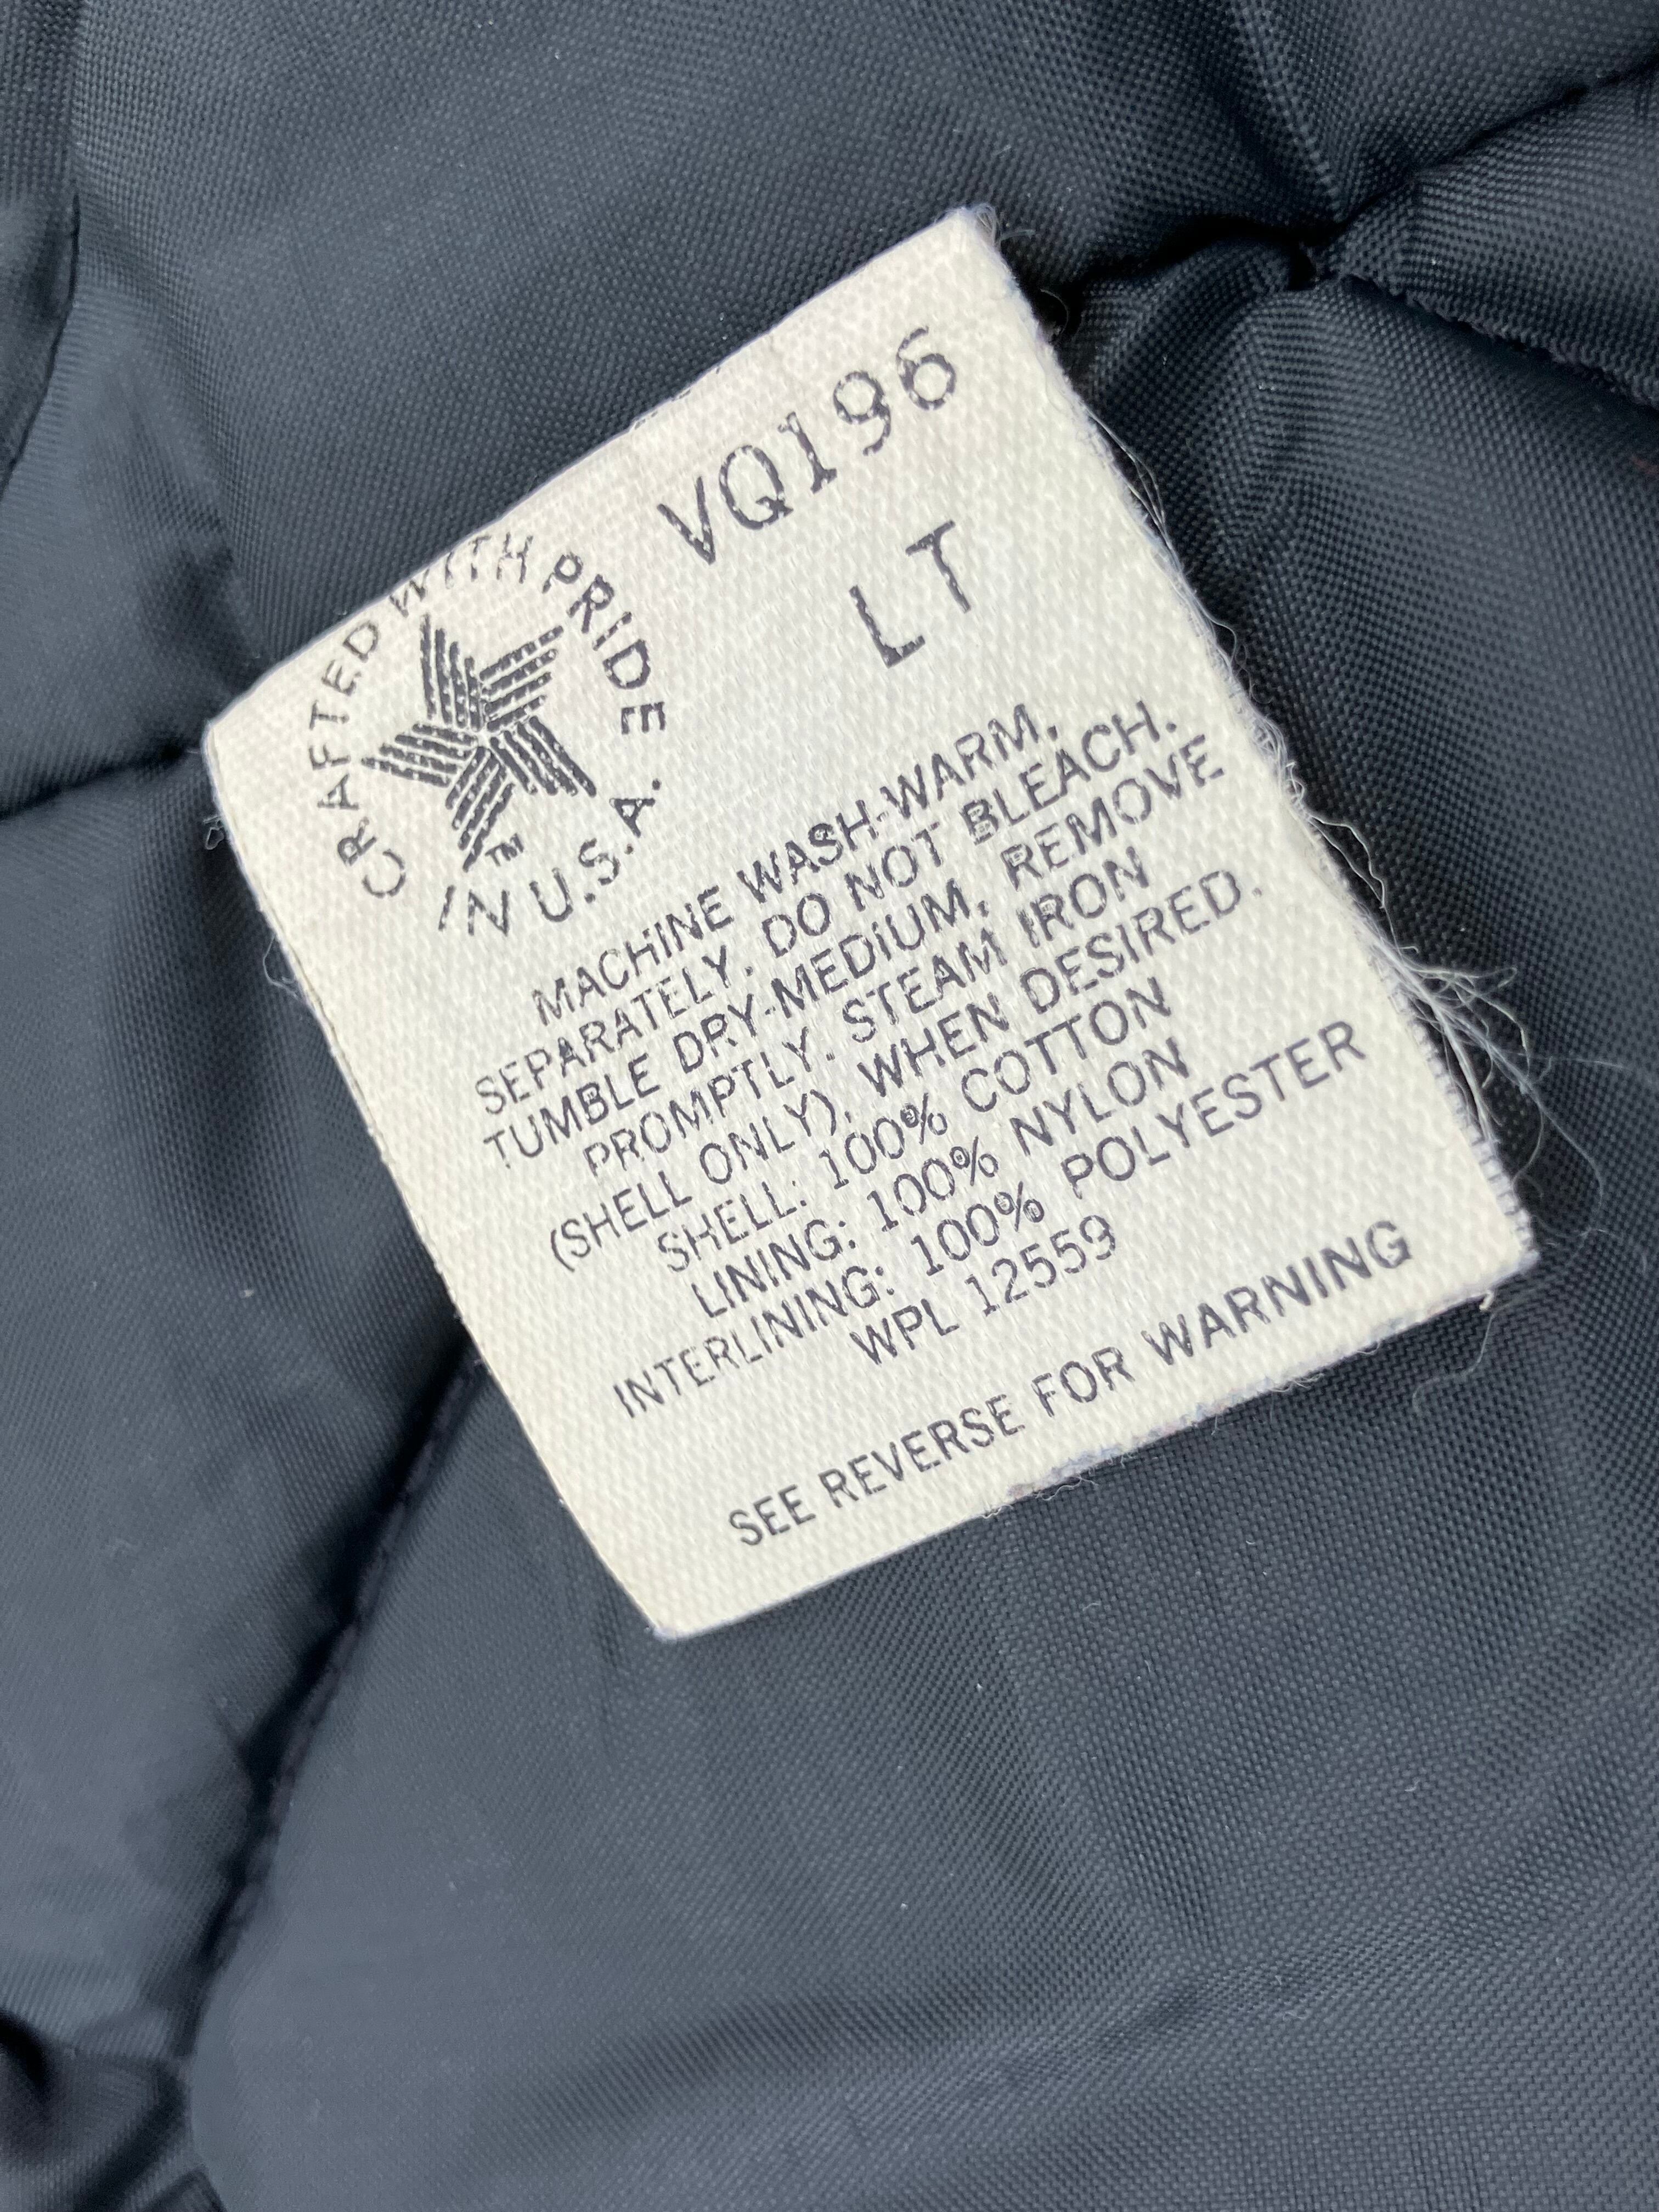 VQ196
LT
CRAFTED WITH PRIDE
IN U.S.A.
TM
MACHINE WASH-WARM,
SEPARATELY. DO NOT BLEACH.
TUMBLE DRY-MEDIUM, REMOVE
PROMPTLY. STEAM IRON
(SHELL ONLY), WHEN DESIRED.
SHELL: 100% COTTON
LINING: 100% NYLON
INTERLINING: 100% POLYESTER
WPL 12559
SEE REVERSE FOR WARNING